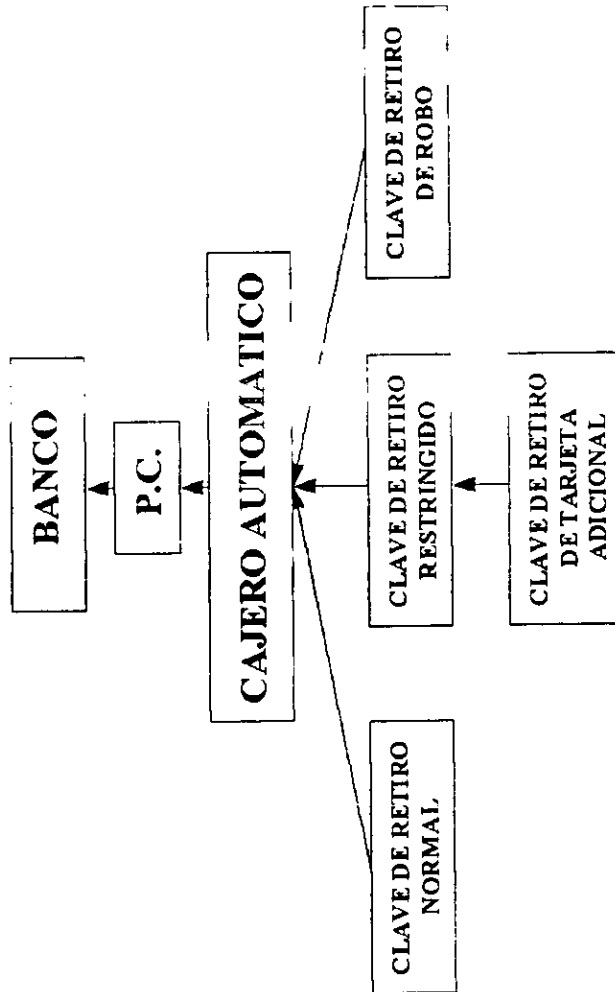 BANCO
P.C.
CAJERO AUTOMATICO
CLAVE DE RETIRO
NORMAL
CLAVE DE RETIRO
RESTRINGIDO
CLAVE DE RETIRO
DE ROBO
CLAVE DE RETIRO
DE TARJETA
ADICIONAL